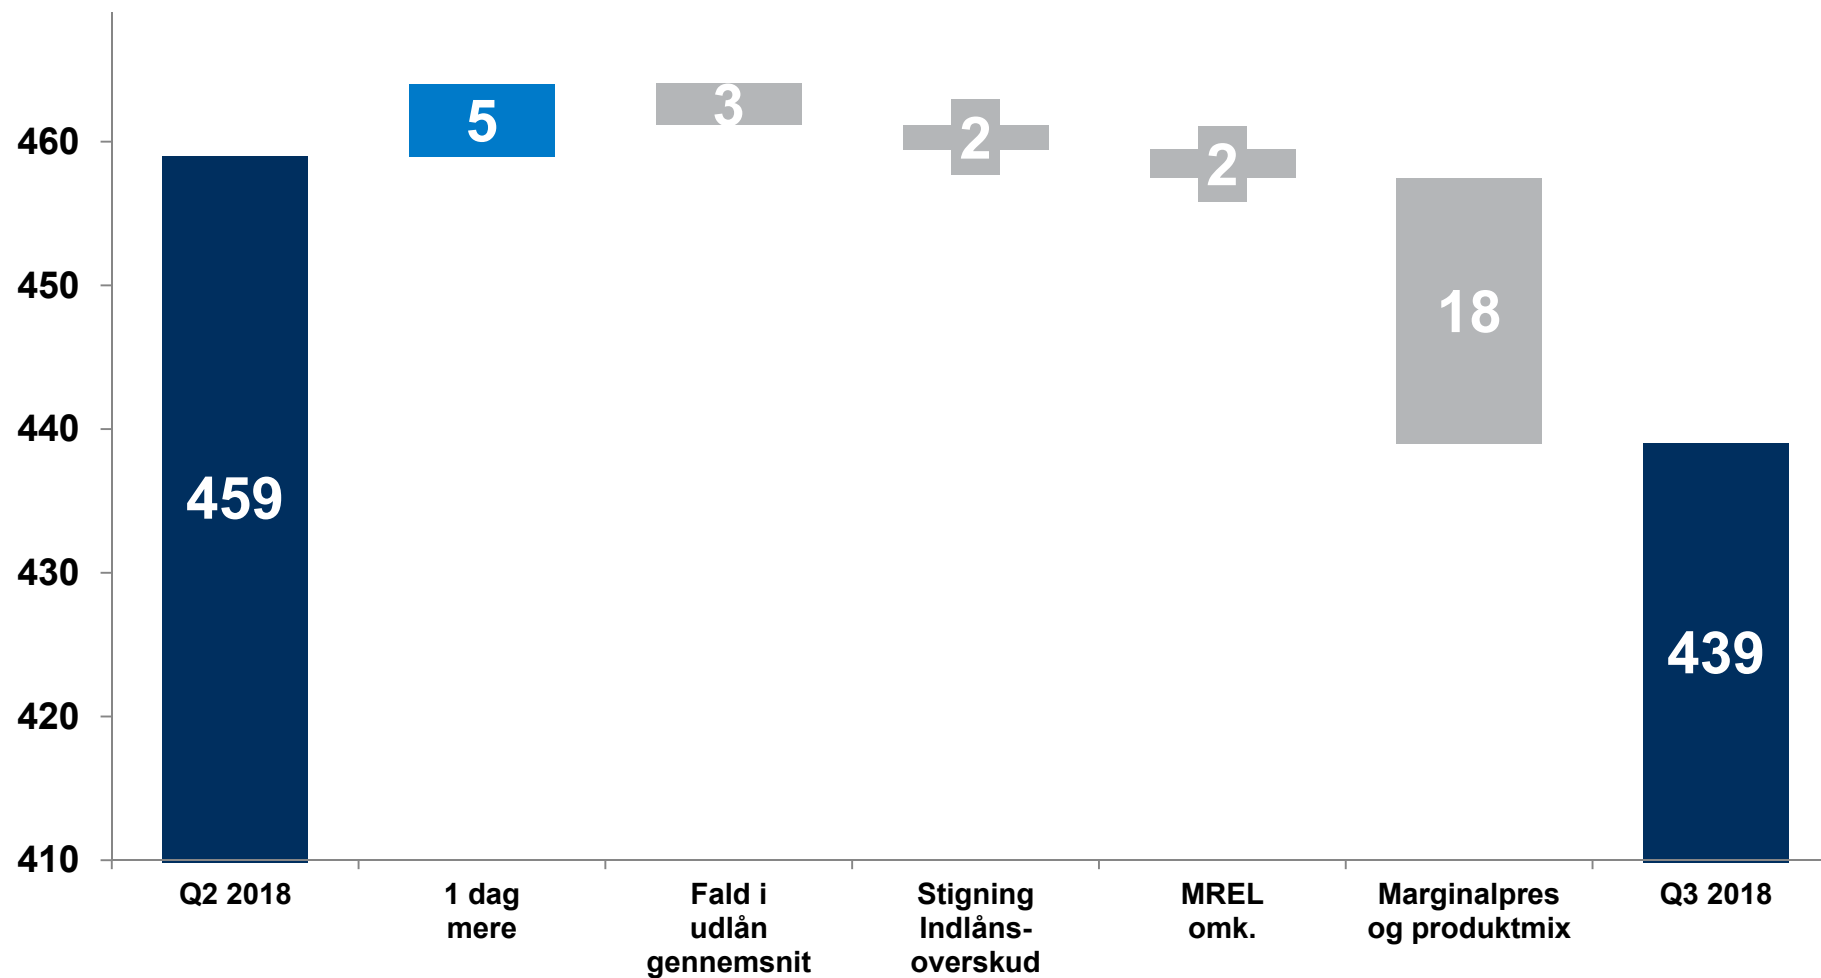 460
450
440
430
420
410
459
5
3
2
2
18
439
Q2 2018
1 dag
mere
Fald i
udlån
gennemsnit
Stigning
Indlåns-
overskud
MREL
omk.
Marginalpres
og produktmix
Q3 2018